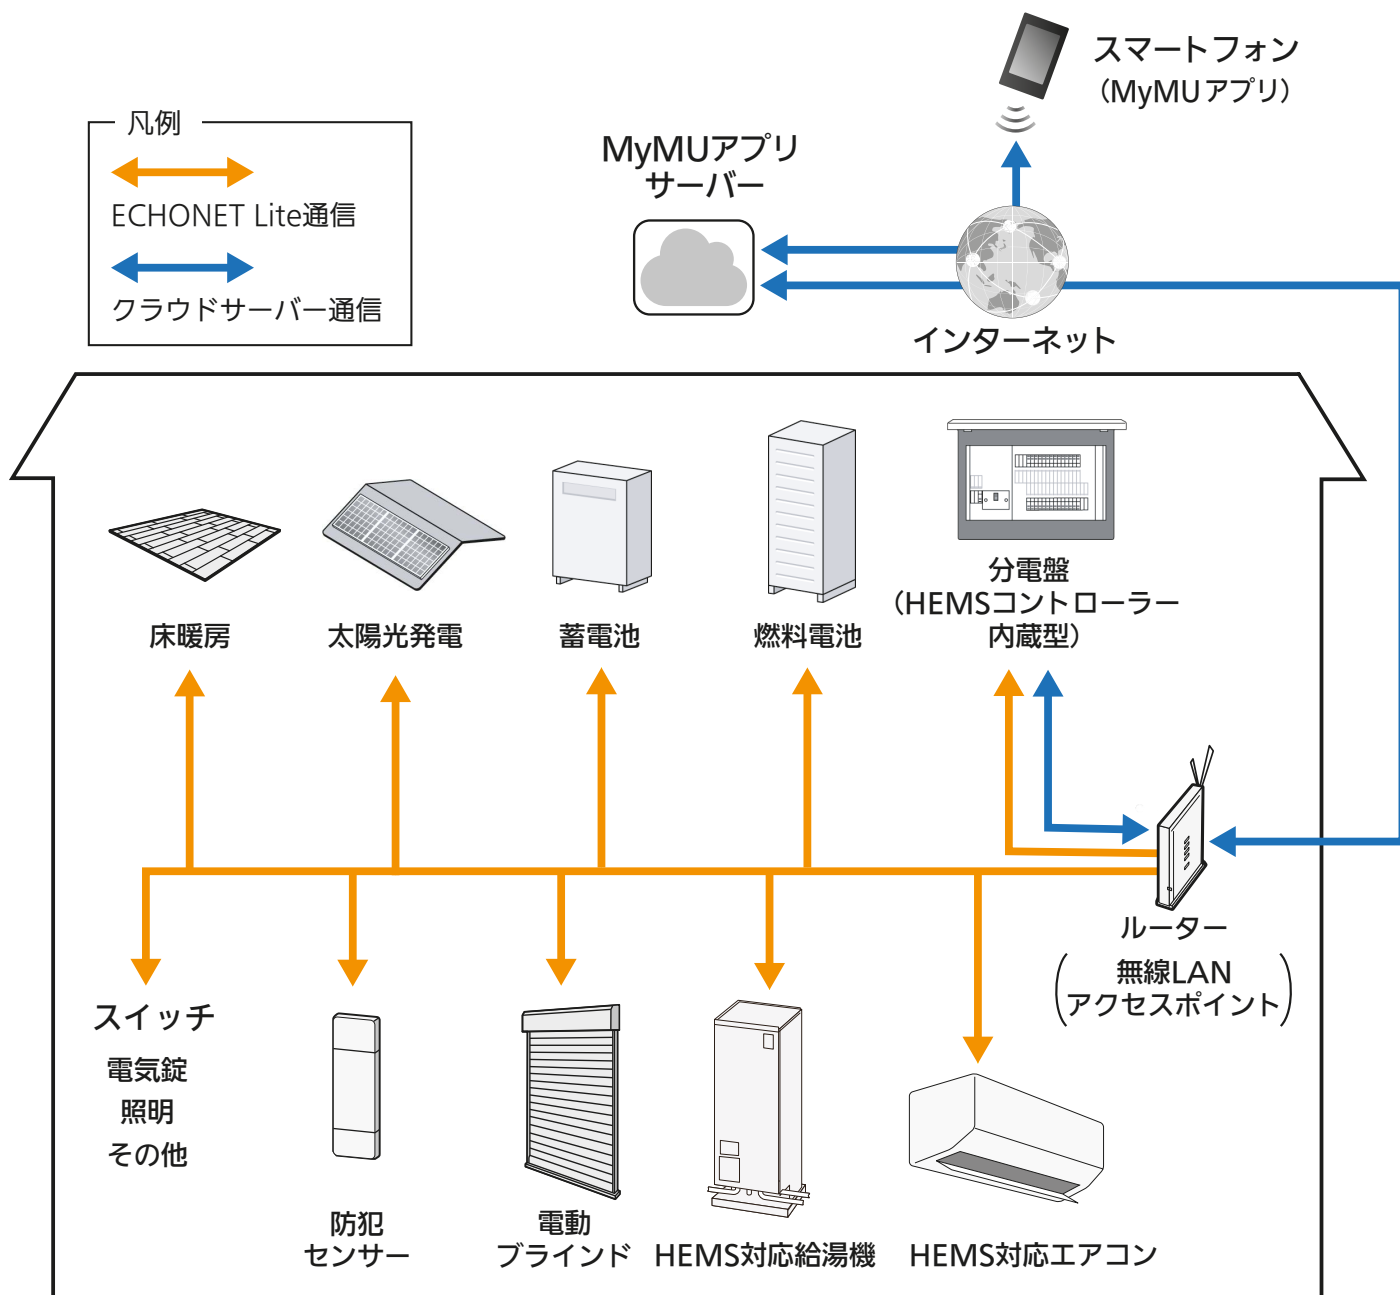 スマートフォン
（MyMUアプリ）
凡例
ECHONET Lite通信
クラウドサーバー通信
MyMUアプリ
サーバー
インターネット
床暖房
太陽光発電
蓄電池
燃料電池
分電盤
（HEMSコントローラー
内蔵型）
ルーター
（無線LAN
アクセスポイント）
スイッチ
電気錠
照明
その他
防犯
センサー
電動
ブラインド
HEMS対応給湯機
HEMS対応エアコン